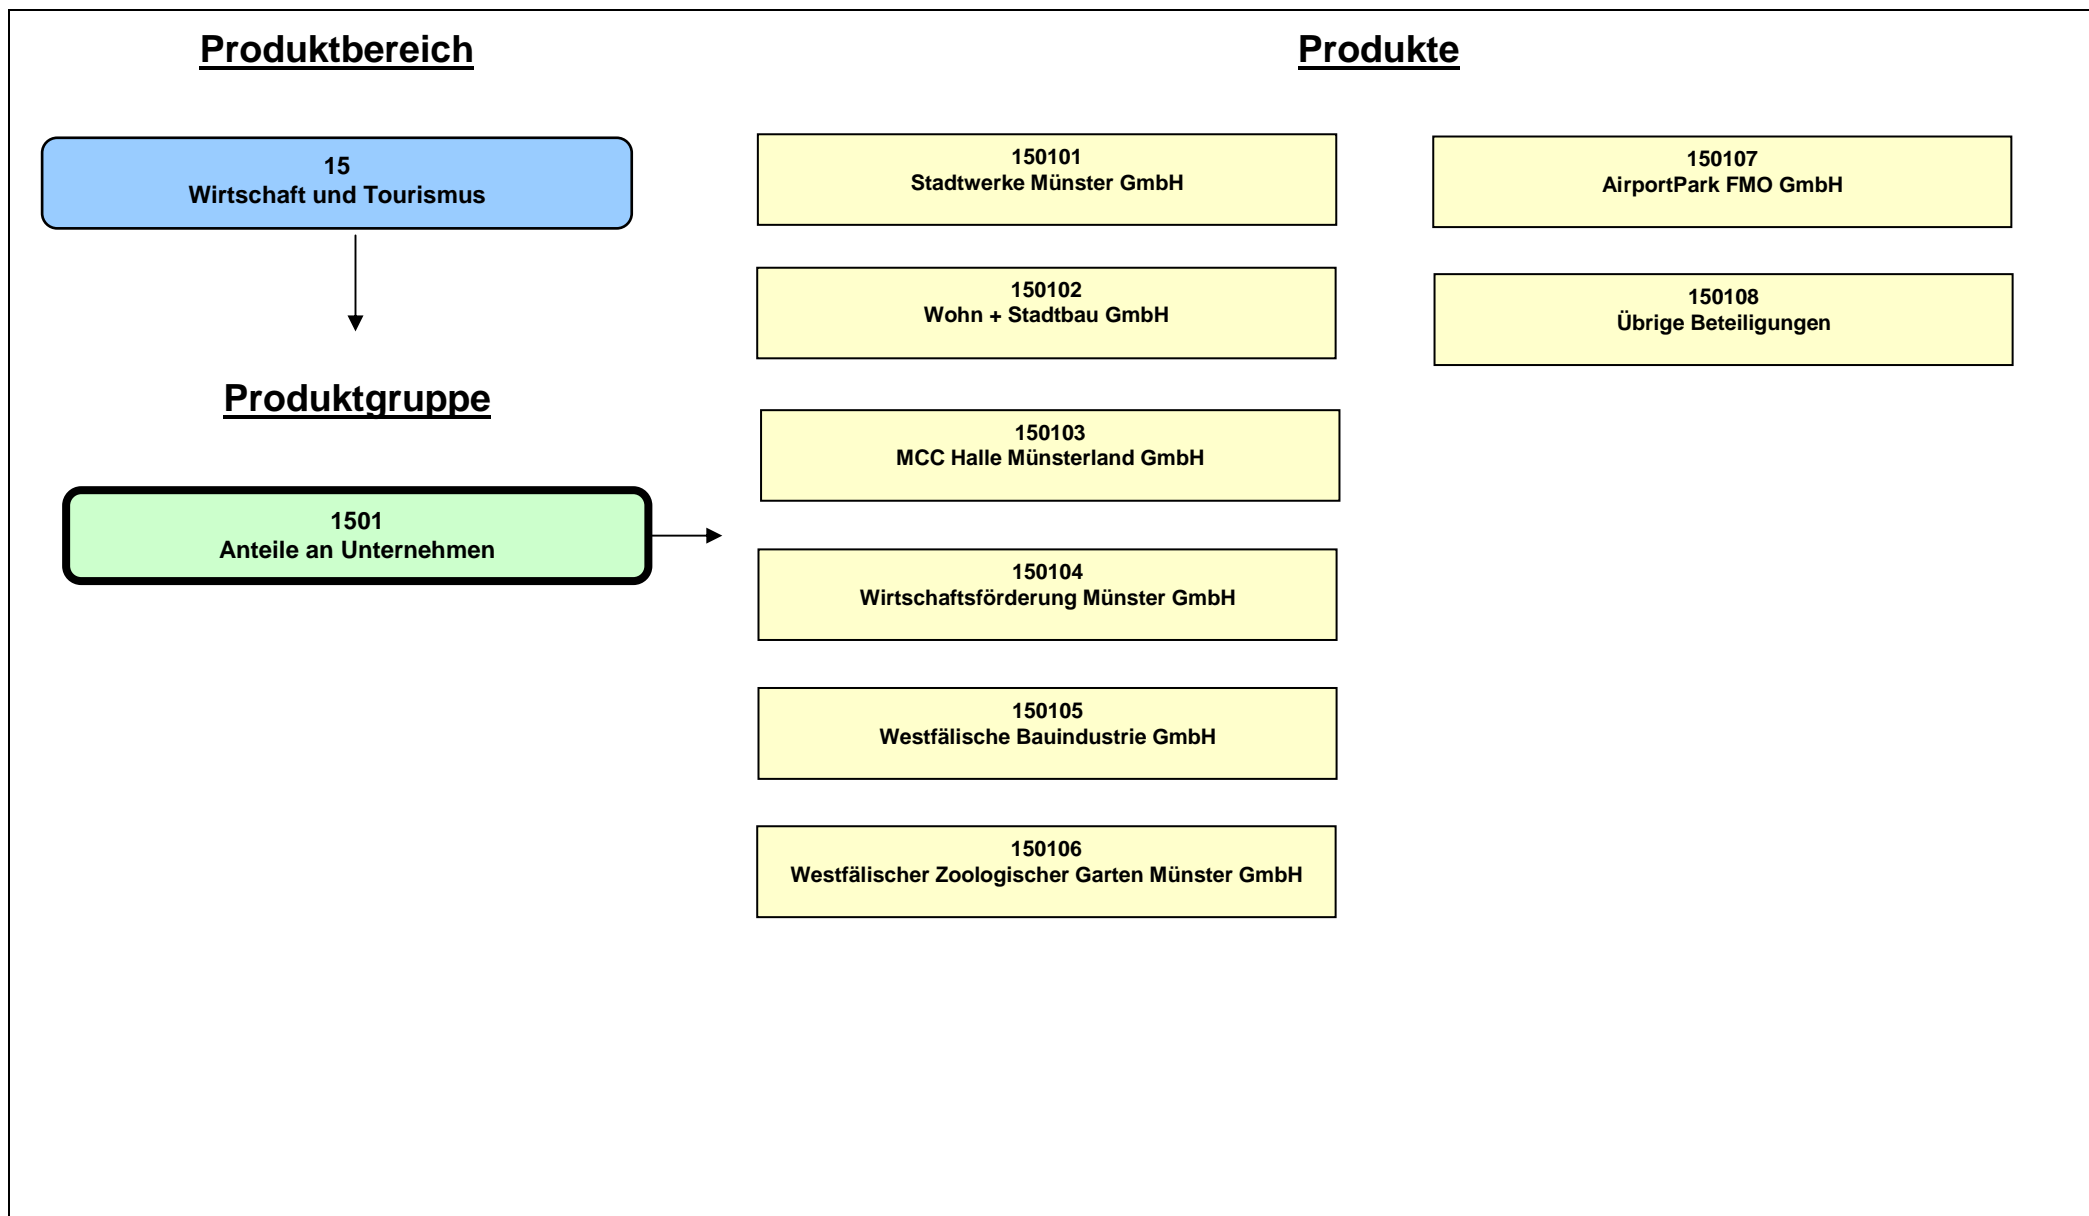 Produktbereich
Produkte
15
Wirtschaft und Tourismus
Produktgruppe
1501
Anteile an Unternehmen
150101
Stadtwerke Münster GmbH
150102
Wohn + Stadtbau GmbH
150103
MCC Halle Münsterland GmbH
150104
Wirtschaftsförderung Münster GmbH
150105
Westfälische Bauindustrie GmbH
150106
Westfälischer Zoologischer Garten Münster GmbH
150107
AirportPark FMO GmbH
150108
Übrige Beteiligungen